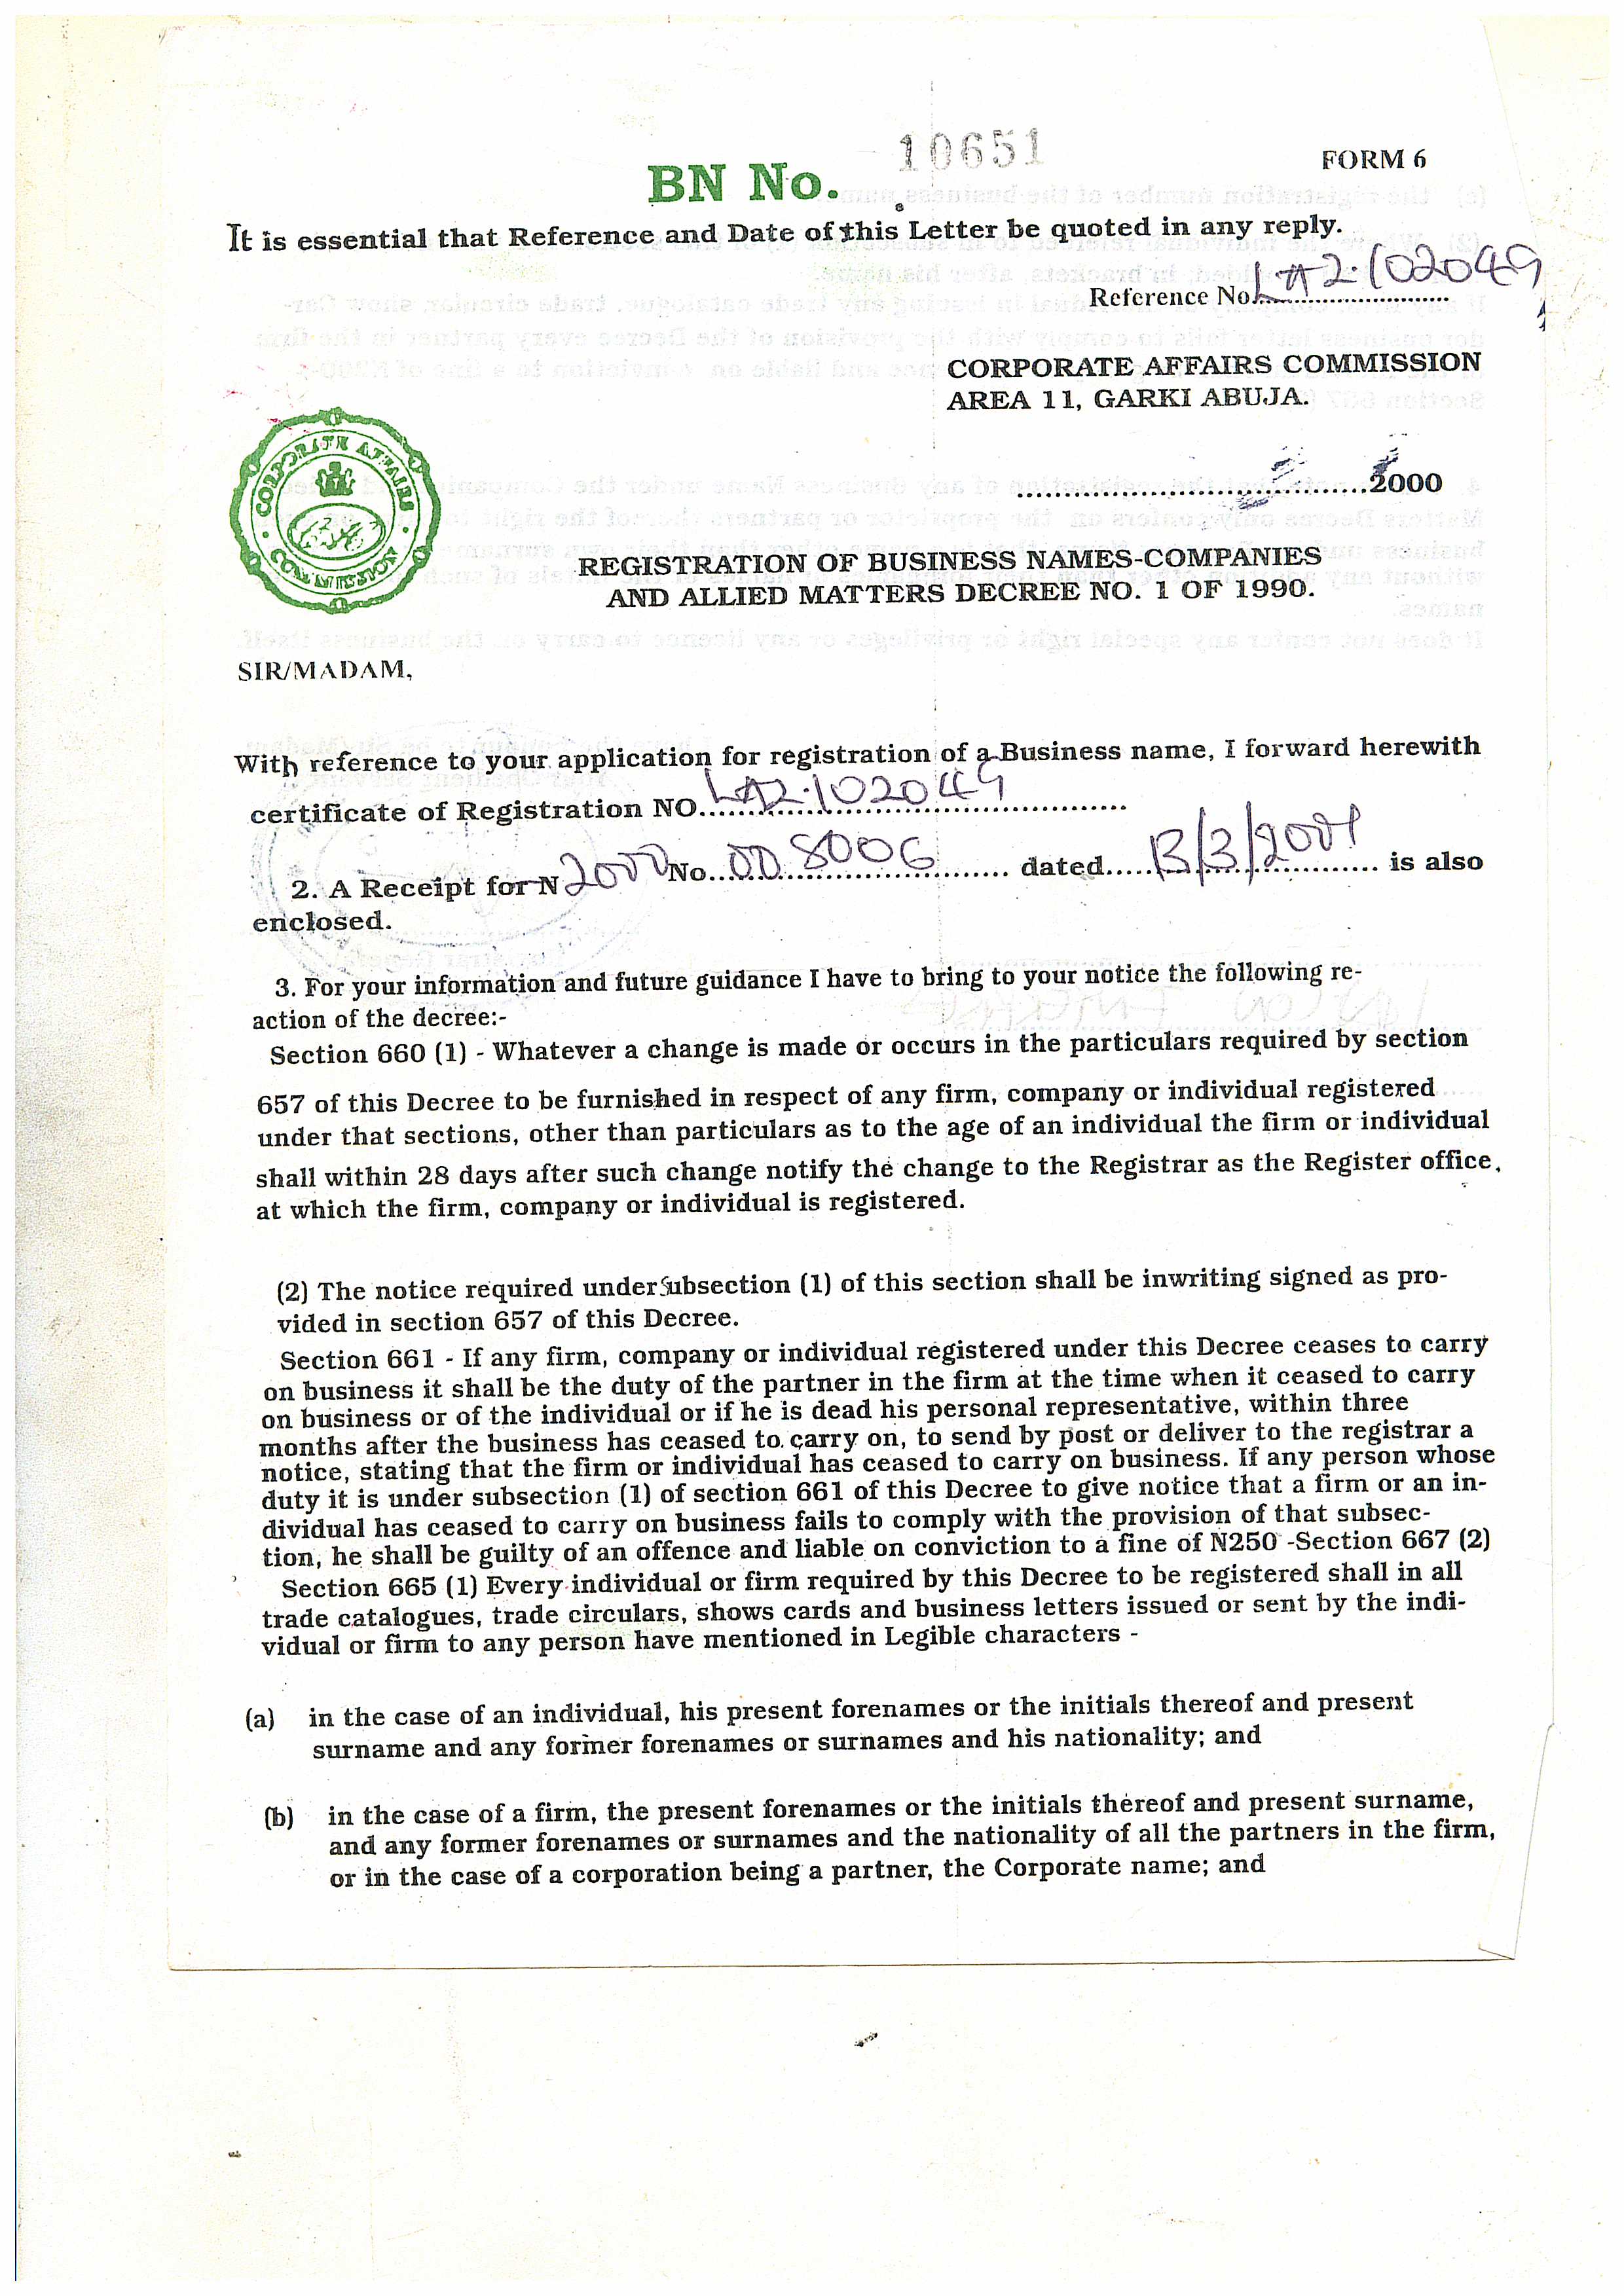 10651
BN No.
FORM 6
It is essential that Reference and Date of this Letter be quoted in any reply.
Reference No. LAZ.102049
CORPORATE AFFAIRS COMMISSION
AREA 11, GARKI ABUJA.
CORPORATE AFFAIRS
COMMISSION
2000
REGISTRATION OF BUSINESS NAMES-COMPANIES
AND ALLIED MATTERS DECREE NO. 1 OF 1990.
SIR/MADAM,
With reference to your application for registration of a Business name, I forward herewith
certificate of Registration NO. LAZ.102049
2. A Receipt for N 2000 No. 008006 dated 13/3/2001 is also
enclosed.
3. For your information and future guidance I have to bring to your notice the following re-
action of the decree:-
Section 660 (1) - Whatever a change is made or occurs in the particulars required by section
657 of this Decree to be furnished in respect of any firm, company or individual registered
under that sections, other than particulars as to the age of an individual the firm or individual
shall within 28 days after such change notify the change to the Registrar as the Register office,
at which the firm, company or individual is registered.
(2) The notice required under Subsection (1) of this section shall be inwriting signed as pro-
vided in section 657 of this Decree.
Section 661 - If any firm, company or individual registered under this Decree ceases to carry
on business it shall be the duty of the partner in the firm at the time when it ceased to carry
on business or of the individual or if he is dead his personal representative, within three
months after the business has ceased to carry on, to send by post or deliver to the registrar a
notice, stating that the firm or individual has ceased to carry on business. If any person whose
duty it is under subsection (1) of section 661 of this Decree to give notice that a firm or an in-
dividual has ceased to carry on business fails to comply with the provision of that subsec-
tion, he shall be guilty of an offence and liable on conviction to a fine of N250 -Section 667 (2)
Section 665 (1) Every individual or firm required by this Decree to be registered shall in all
trade catalogues, trade circulars, shows cards and business letters issued or sent by the indi-
vidual or firm to any person have mentioned in Legible characters -
(a) in the case of an individual, his present forenames or the initials thereof and present
surname and any former forenames or surnames and his nationality; and
(b) in the case of a firm, the present forenames or the initials thereof and present surname,
and any former forenames or surnames and the nationality of all the partners in the firm,
or in the case of a corporation being a partner, the Corporate name; and